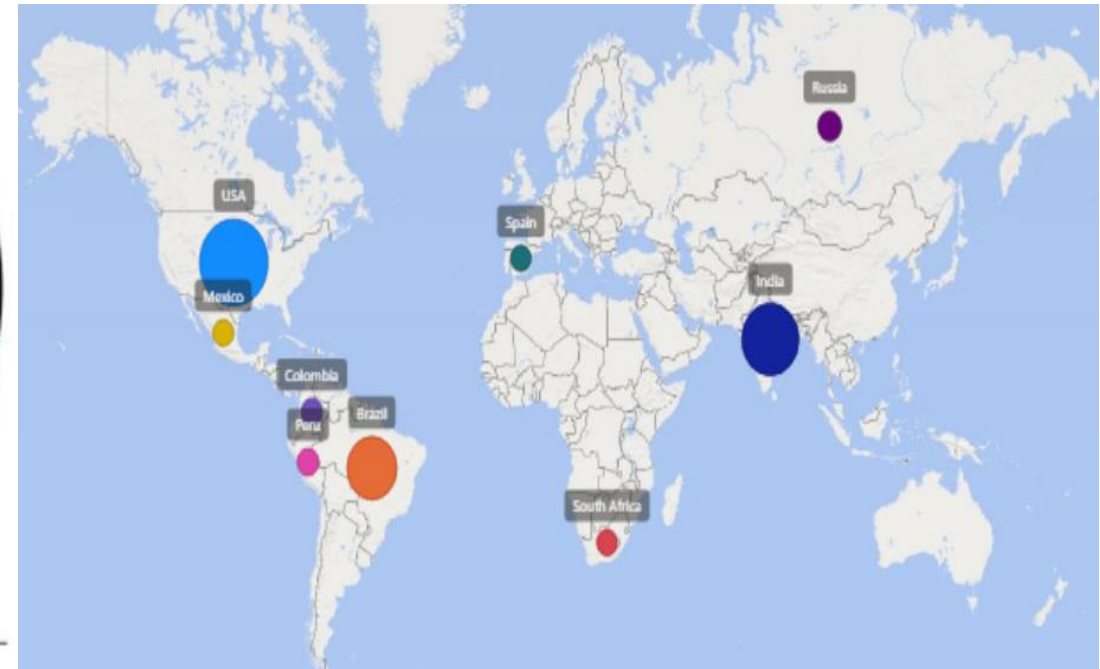 Russia
USA
Spain
India
Mexico
Colombia
Peru
Brazil
South Africa